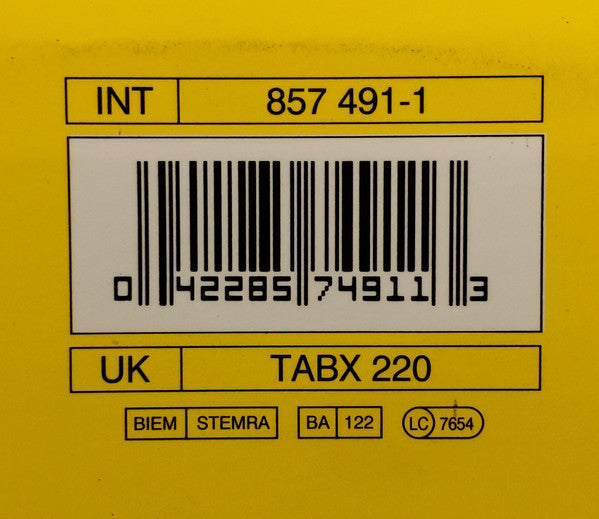 INT 857 491-1
0 42285 74911 3
UK TABX 220
BIEM STEMRA BA 122 LC 7654